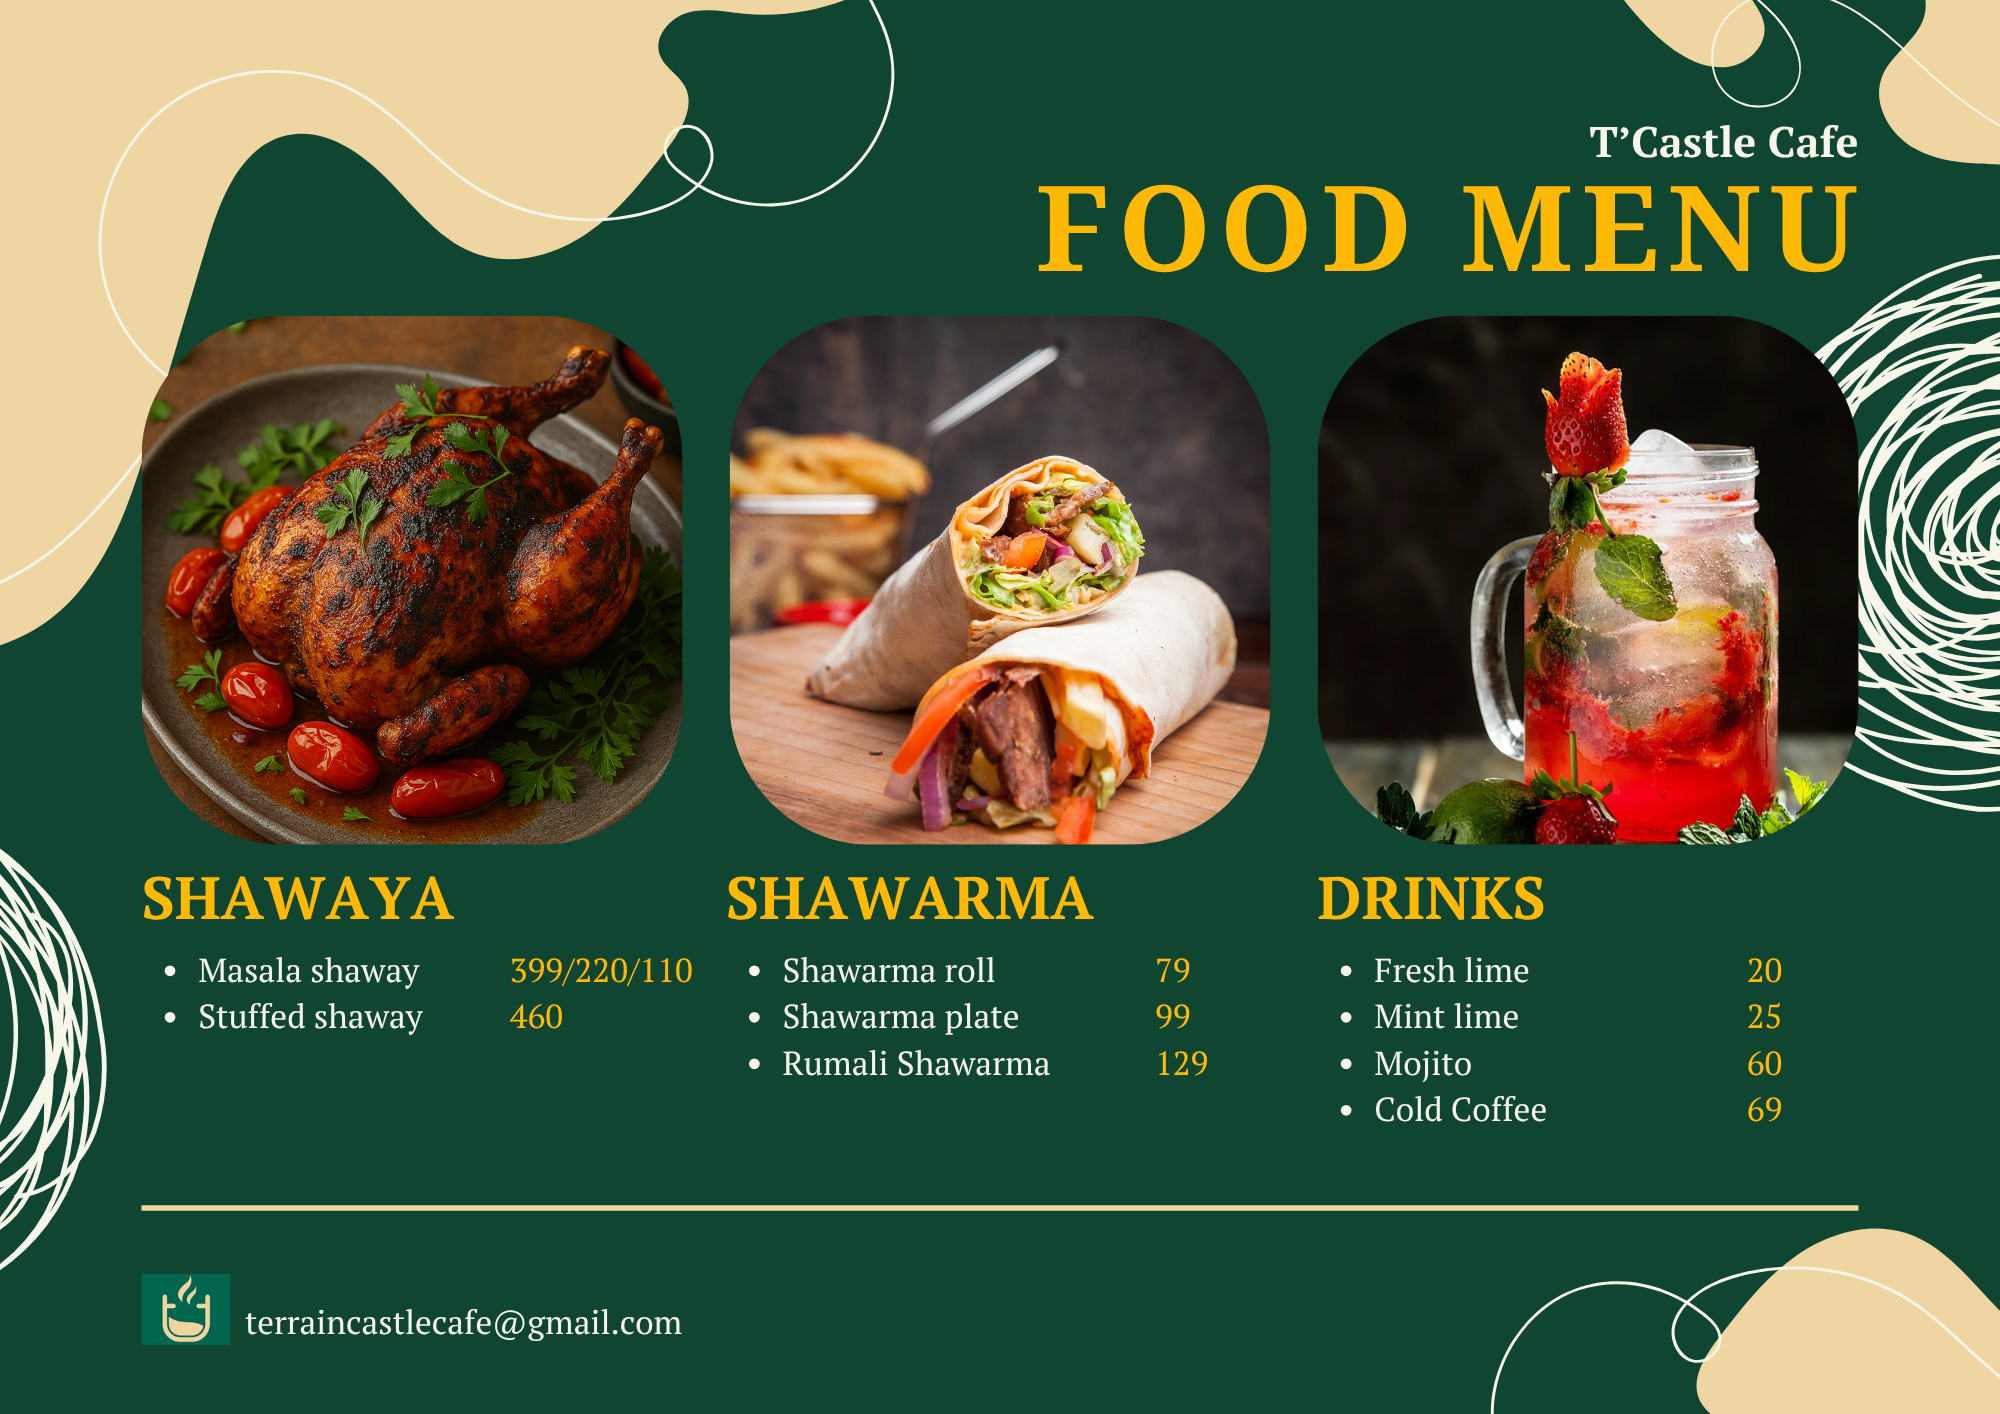 T’Castle Cafe
FOOD MENU
SHAWAYA
• Masala shaway 399/220/110
• Stuffed shaway 460
SHAWARMA
• Shawarma roll 79
• Shawarma plate 99
• Rumali Shawarma 129
DRINKS
• Fresh lime 20
• Mint lime 25
• Mojito 60
• Cold Coffee 69
terraincastlecafe@gmail.com